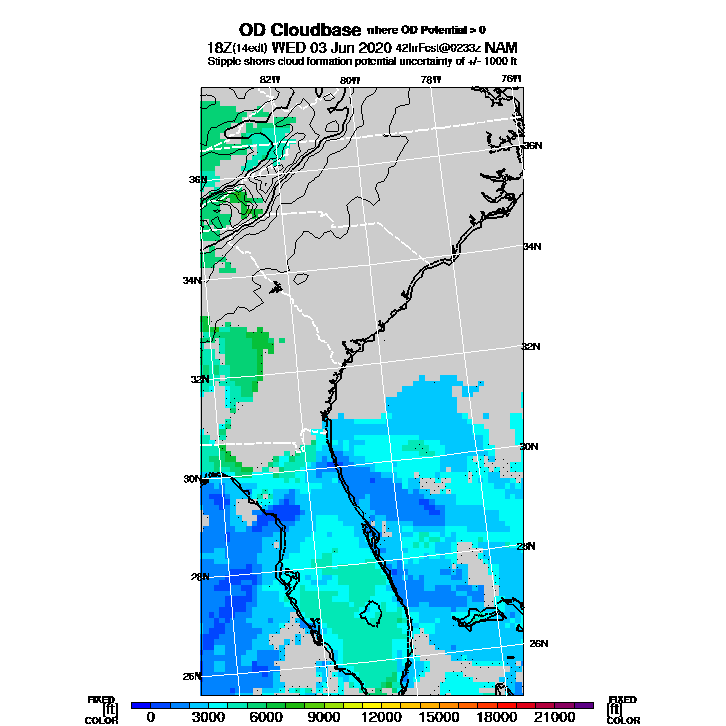 OD Cloudbase where OD Potential > 0
18Z(14edt) WED 03 Jun 2020 42hrFcst@0233z NAM
Stipple shows cloud formation potential uncertainty of +/- 1000 ft
82W 80W 78W 76W
36N
36N
34N
34N
32N
32N
30N
30N
28N
28N
26N
26N
FIXED FIXED
[ft] [ft]
COLOR COLOR
0 3000 6000 9000 12000 15000 18000 21000